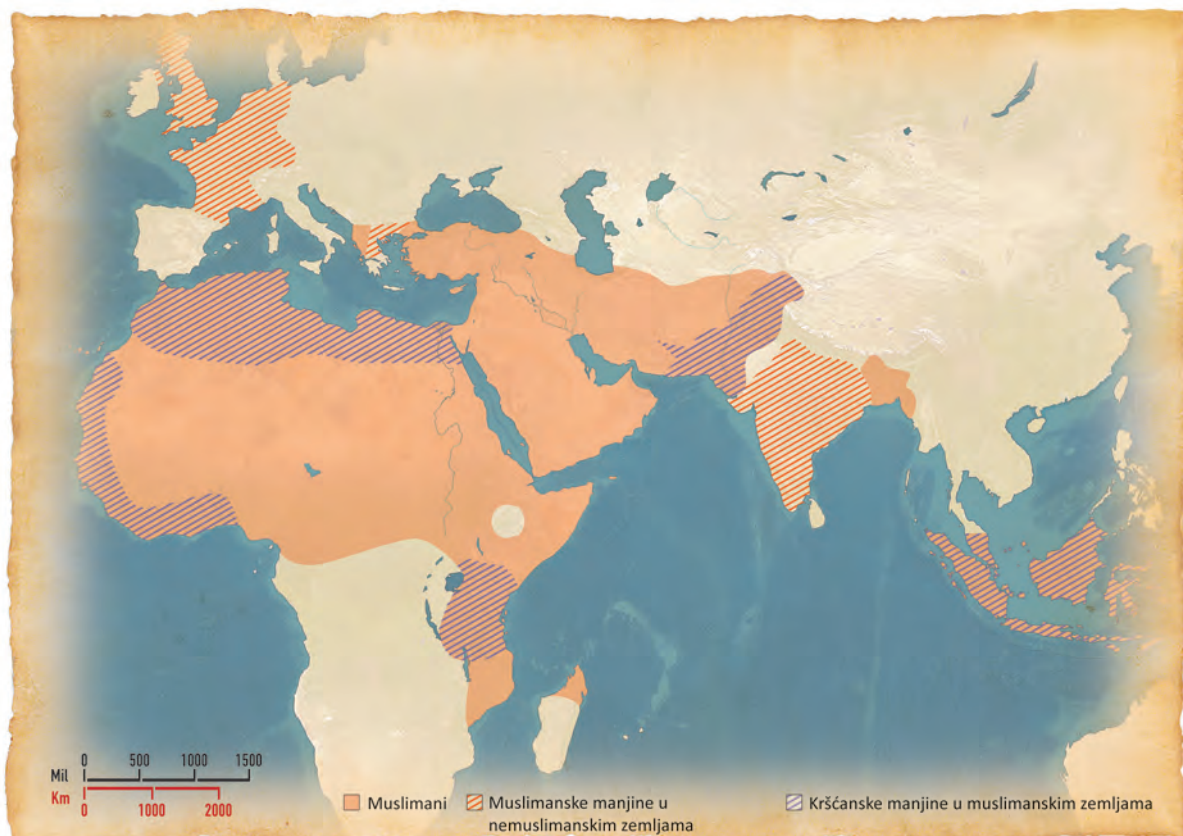 Mil 0 500 1000 1500
Km 0 1000 2000
Muslimani
Muslimanske manjine u
nemuslimanskim zemljama
Kršćanske manjine u muslimanskim zemljama